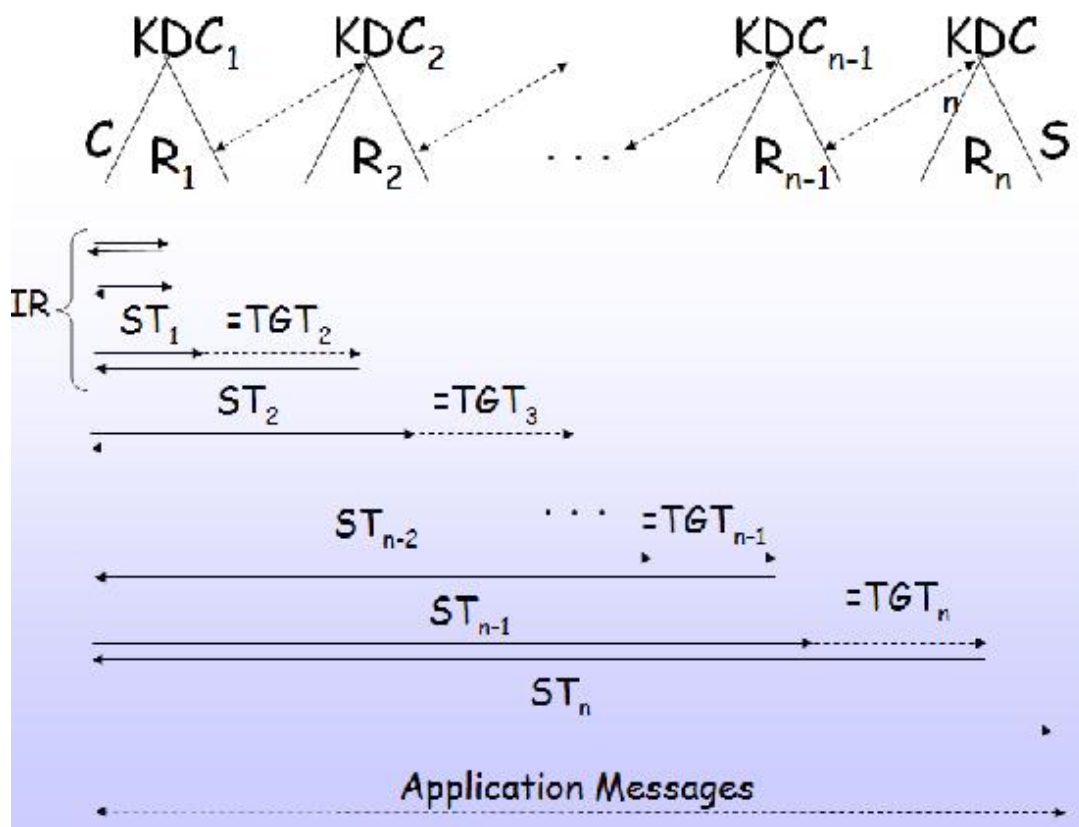 KDC₁ KDC₂ KDCₙ₋₁ KDC
n
C R₁ R₂ . . . Rₙ₋₁ Rₙ S
IR
ST₁ =TGT₂
ST₂ =TGT₃
STₙ₋₂ . . . =TGTₙ₋₁
STₙ₋₁ =TGTₙ
STₙ
Application Messages